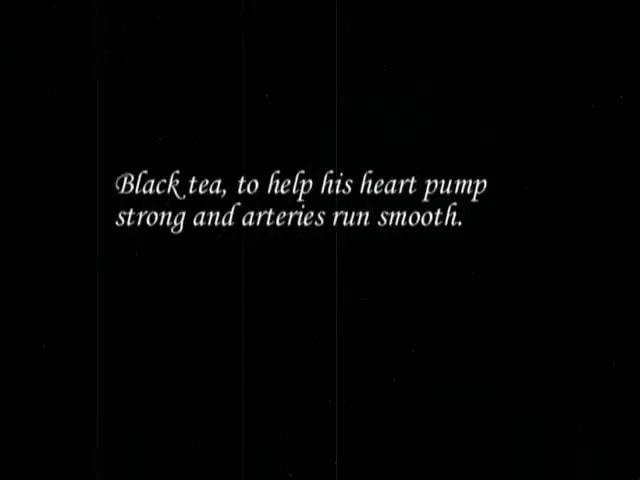 Black tea, to help his heart pump
strong and arteries run smooth.